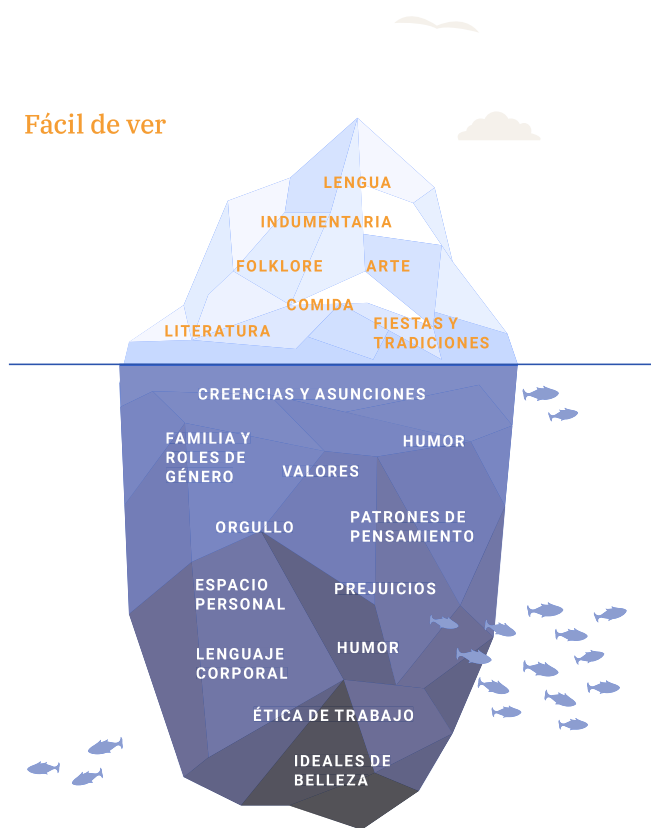 Fácil de ver
LENGUA
INDUMENTARIA
FOLKLORE
ARTE
COMIDA
LITERATURA
FIESTAS Y
TRADICIONES
CREENCIAS Y ASUNCIONES
FAMILIA Y
ROLES DE
GÉNERO
HUMOR
VALORES
ORGULLO
PATRONES DE
PENSAMIENTO
ESPACIO
PERSONAL
PREJUICIOS
LENGUAJE
CORPORAL
HUMOR
ÉTICA DE TRABAJO
IDEALES DE
BELLEZA